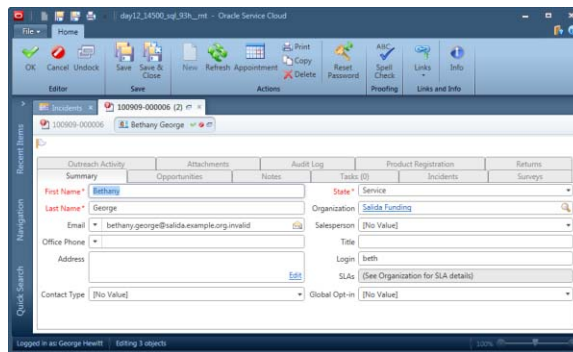 day12_14500_sql_93h_mt - Oracle Service Cloud
File Home
OK Cancel Undock Save Save & Close New Refresh Appointment Print Copy Delete Reset Password Spell Check Links Info
Editor Save Actions Proofing Links and Info
Incidents 100909-000006 (2)
100909-000006 Bethany George
Outreach Activity Attachments Audit Log Product Registration Returns
Summary Opportunities Notes Tasks (0) Incidents Surveys
First Name* Bethany State* Service
Last Name* George Organization Salida Funding
Email bethany.george@salida.example.org.invalid Salesperson [No Value]
Office Phone Title
Address Login beth
Edit SLAs (See Organization for SLA details)
Contact Type [No Value] Global Opt-in [No Value]
Recent Items
Navigation
Quick Search
Logged in as: George Hewitt Editing 3 objects 100%